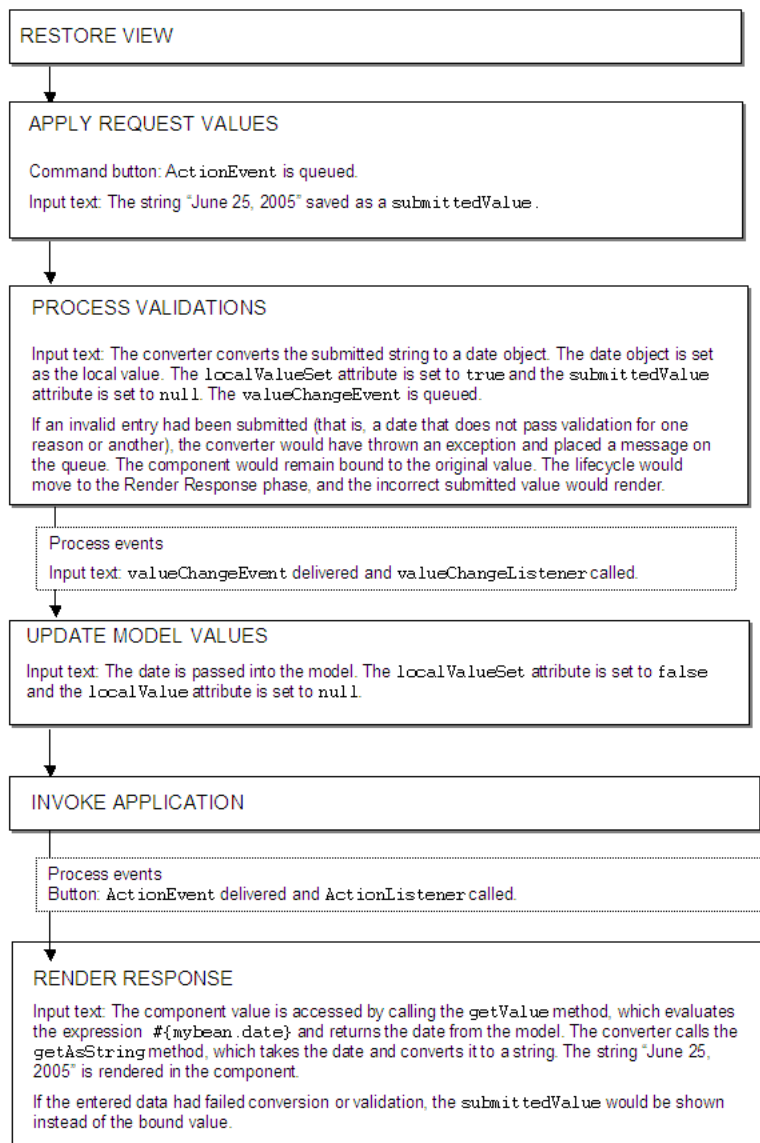 RESTORE VIEW
APPLY REQUEST VALUES
Command button: ActionEvent is queued.
Input text: The string “June 25, 2005” saved as a submittedValue.
PROCESS VALIDATIONS
Input text: The converter converts the submitted string to a date object. The date object is set
as the local value. The localValueSet attribute is set to true and the submittedValue
attribute is set to null. The valueChangeEvent is queued.
If an invalid entry had been submitted (that is, a date that does not pass validation for one
reason or another), the converter would have thrown an exception and placed a message on
the queue. The component would remain bound to the original value. The lifecycle would
move to the Render Response phase, and the incorrect submitted value would render.
Process events
Input text: valueChangeEvent delivered and valueChangeListener called.
UPDATE MODEL VALUES
Input text: The date is passed into the model. The localValueSet attribute is set to false
and the localValue attribute is set to null.
INVOKE APPLICATION
Process events
Button: ActionEvent delivered and ActionListener called.
RENDER RESPONSE
Input text: The component value is accessed by calling the getValue method, which evaluates
the expression #{mybean.date} and returns the date from the model. The converter calls the
getAsString method, which takes the date and converts it to a string. The string “June 25,
2005” is rendered in the component.
If the entered data had failed conversion or validation, the submittedValue would be shown
instead of the bound value.